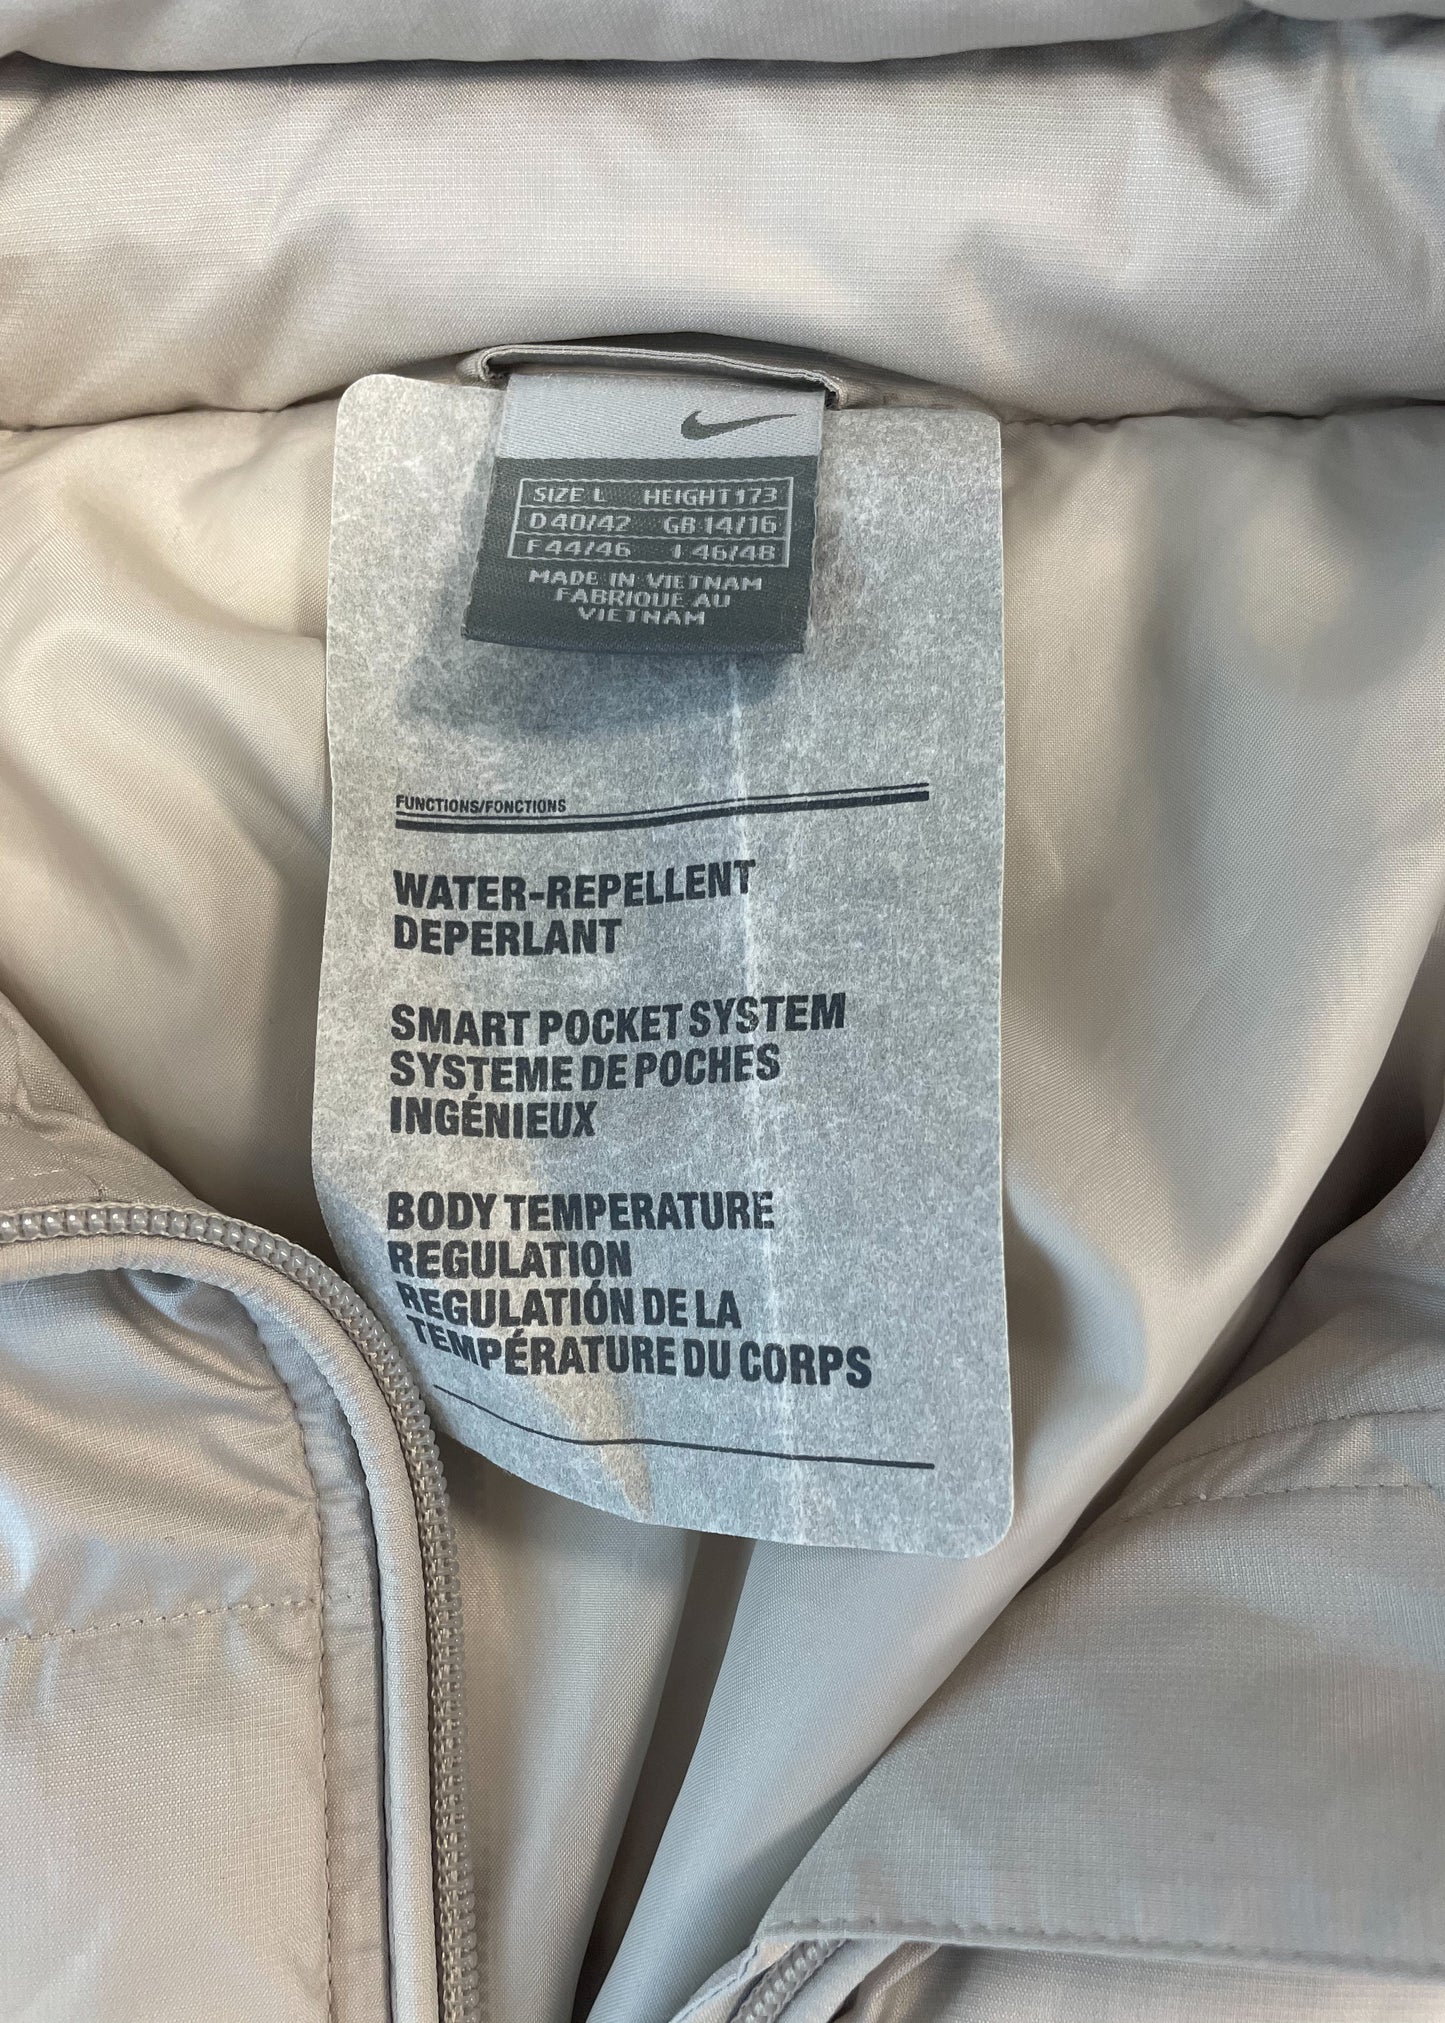 SIZE L HEIGHT 173
D 40/42 GB 14/16
F 44/46 I 46/48
MADE IN VIETNAM
FABRIQUE AU
VIETNAM
FUNCTIONS/FONCTIONS
WATER-REPELLENT
DEPERLANT
SMART POCKET SYSTEM
SYSTEME DE POCHES
INGÉNIEUX
BODY TEMPERATURE
REGULATION
REGULATIÓN DE LA
TEMPÉRATURE DU CORPS